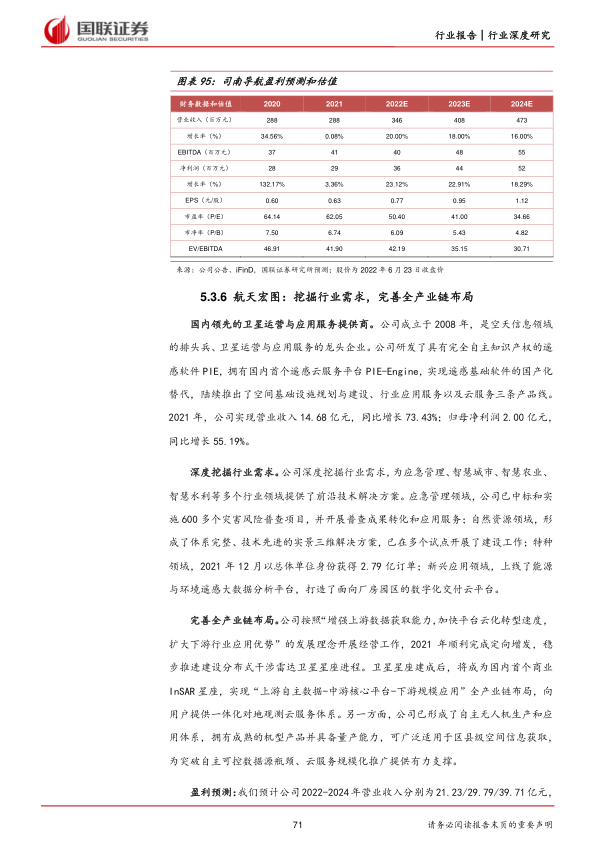 国联证券
GUOLIAN SECURITIES
行业报告│行业深度研究
图表 95：司南导航盈利预测和估值
财务数据和估值 2020 2021 2022E 2023E 2024E
营业收入（百万元） 288 288 346 408 473
增长率（%） 34.56% 0.08% 20.00% 18.00% 16.00%
EBITDA（百万元） 37 41 40 48 55
净利润（百万元） 28 29 36 44 52
增长率（%） 132.17% 3.36% 23.12% 22.91% 18.29%
EPS（元/股） 0.60 0.63 0.77 0.95 1.12
市盈率（P/E） 64.14 62.05 50.40 41.00 34.66
市净率（P/B） 7.50 6.74 6.09 5.43 4.82
EV/EBITDA 46.91 41.90 42.19 35.15 30.71
来源：公司公告、iFinD，国联证券研究所预测；股价为 2022 年 6 月 23 日收盘价
5.3.6 航天宏图：挖掘行业需求，完善全产业链布局
国内领先的卫星运营与应用服务提供商。公司成立于 2008 年，是空天信息领域
的排头兵、卫星运营与应用服务的龙头企业。公司研发了具有完全自主知识产权的遥
感软件 PIE，拥有国内首个遥感云服务平台 PIE-Engine，实现遥感基础软件的国产化
替代，陆续推出了空间基础设施规划与建设、行业应用服务以及云服务三条产品线。
2021 年，公司实现营业收入 14.68 亿元，同比增长 73.43%；归母净利润 2.00 亿元，
同比增长 55.19%。
深度挖掘行业需求。公司深度挖掘行业需求，为应急管理、智慧城市、智慧农业、
智慧水利等多个行业领域提供了前沿技术解决方案。应急管理领域，公司已中标和实
施 600 多个灾害风险普查项目，并开展普查成果转化和应用服务；自然资源领域，形
成了体系完整、技术先进的实景三维解决方案，已在多个试点开展了建设工作；特种
领域，2021 年 12 月以总体单位身份获得 2.79 亿订单；新兴应用领域，上线了能源
与环境遥感大数据分析平台，打造了面向厂房园区的数字化交付云平台。
完善全产业链布局。公司按照“增强上游数据获取能力，加快平台云化转型速度，
扩大下游行业应用优势”的发展理念开展经营工作，2021 年顺利完成定向增发，稳
步推进建设分布式干涉雷达卫星星座进程。卫星星座建成后，将成为国内首个商业
InSAR 星座，实现“上游自主数据-中游核心平台-下游规模应用”全产业链布局，向
用户提供一体化对地观测云服务体系。另一方面，公司已形成了自主无人机生产和应
用体系，拥有成熟的机型产品并具备量产能力，可广泛适用于区县级空间信息获取，
为突破自主可控数据源瓶颈、云服务规模化推广提供有力支撑。
盈利预测：我们预计公司 2022-2024 年营业收入分别为 21.23/29.79/39.71 亿元，
71
请务必阅读报告末页的重要声明